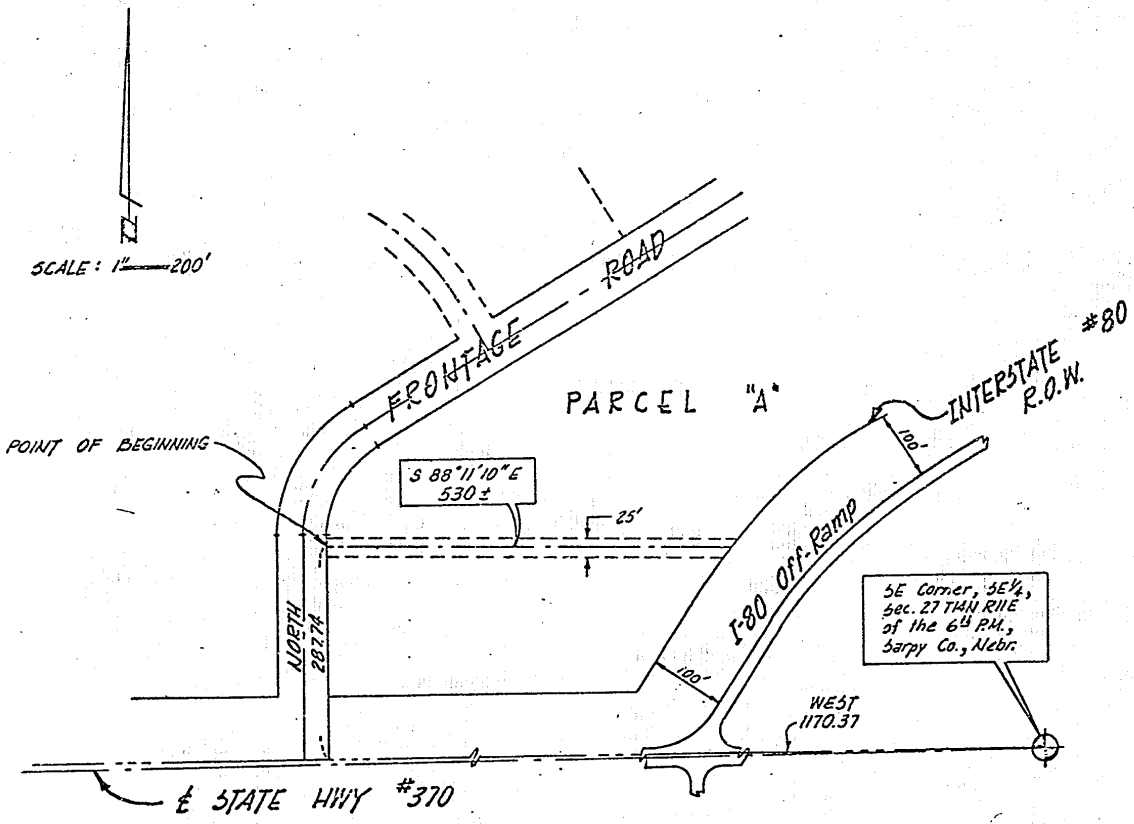 SCALE: 1" 200'
ROAD
FRONTAGE
INTERSTATE #80
R.O.W.
PARCEL "A"
100'
POINT OF BEGINNING
S 88°11'10" E
530 ±
25'
I-80 Off-Ramp
NORTH
287.74
100'
SE Corner, SE 1/4,
Sec. 27 T14N R11E
of the 6th P.M.,
Sarpy Co., Nebr.
WEST
1170.37
℄ STATE HWY #370